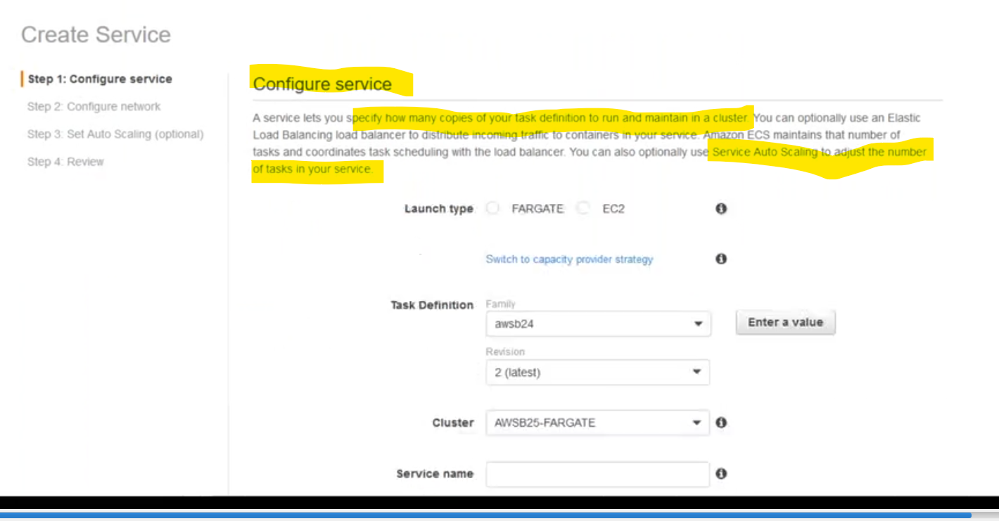 Create Service
Step 1: Configure service
Step 2: Configure network
Step 3: Set Auto Scaling (optional)
Step 4: Review
Configure service
A service lets you specify how many copies of your task definition to run and maintain in a cluster. You can optionally use an Elastic
Load Balancing load balancer to distribute incoming traffic to containers in your service. Amazon ECS maintains that number of
tasks and coordinates task scheduling with the load balancer. You can also optionally use Service Auto Scaling to adjust the number
of tasks in your service.
Launch type FARGATE EC2
Switch to capacity provider strategy
Task Definition Family
awsb24 Enter a value
Revision
2 (latest)
Cluster AWSB25-FARGATE
Service name